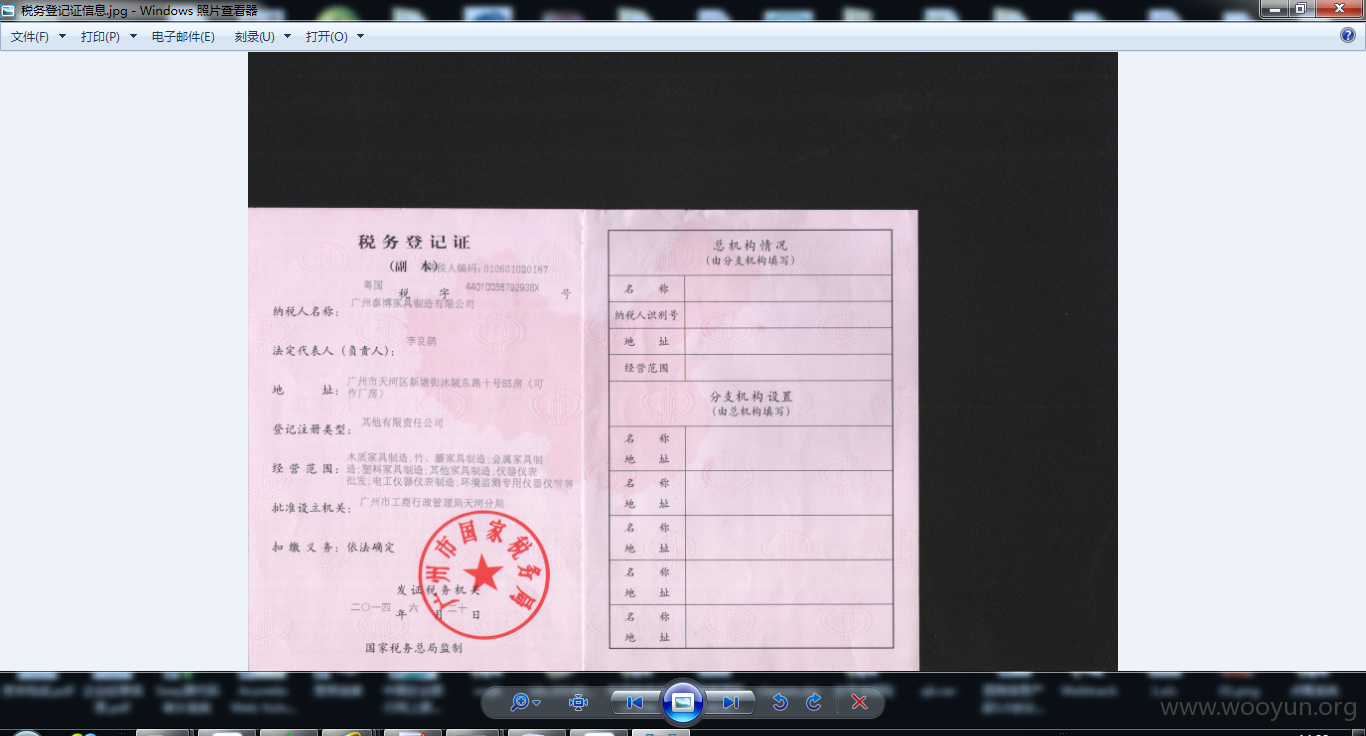 税务登记证信息.jpg - Windows 照片查看器
文件(F) 打印(P) 电子邮件(E) 刻录(U) 打开(O)
税务登记证
(副 本)
纳税人编码:010601020187
粤国 税 字 44010056792938X 号
纳税人名称: 广州泰博家具制造有限公司
法定代表人(负责人): 李良鹃
地 址: 广州市天河区新塘街沐陂东路十号85房(可
作厂房)
登记注册类型: 其他有限责任公司
经营范围: 木质家具制造;竹、藤家具制造;金属家具制
造;塑料家具制造;其他家具制造;仪器仪表
批发;电工仪器仪表制造;环境监测专用仪器仪等等
批准设立机关: 广州市工商行政管理局天河分局
扣缴义务: 依法确定
广州市国家税务局
发证税务机关
二〇一四 年 六 月 二十 日
国家税务总局监制
总机构情况
(由分支机构填写)
名 称
纳税人识别号
地 址
经营范围
分支机构设置
(由总机构填写)
名 称
地 址
名 称
地 址
名 称
地 址
名 称
地 址
名 称
地 址
www.wooyun.org